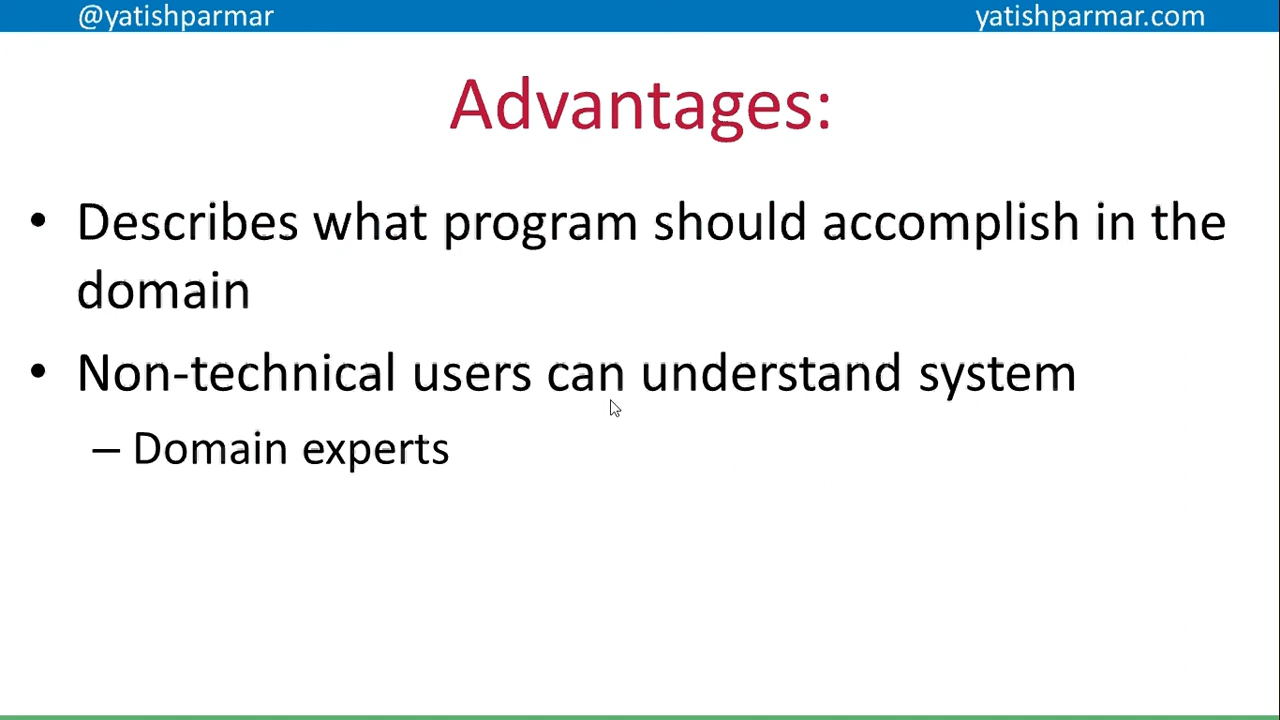 @yatishparmar
yatishparmar.com
Advantages:
• Describes what program should accomplish in the
domain
• Non-technical users can understand system
– Domain experts